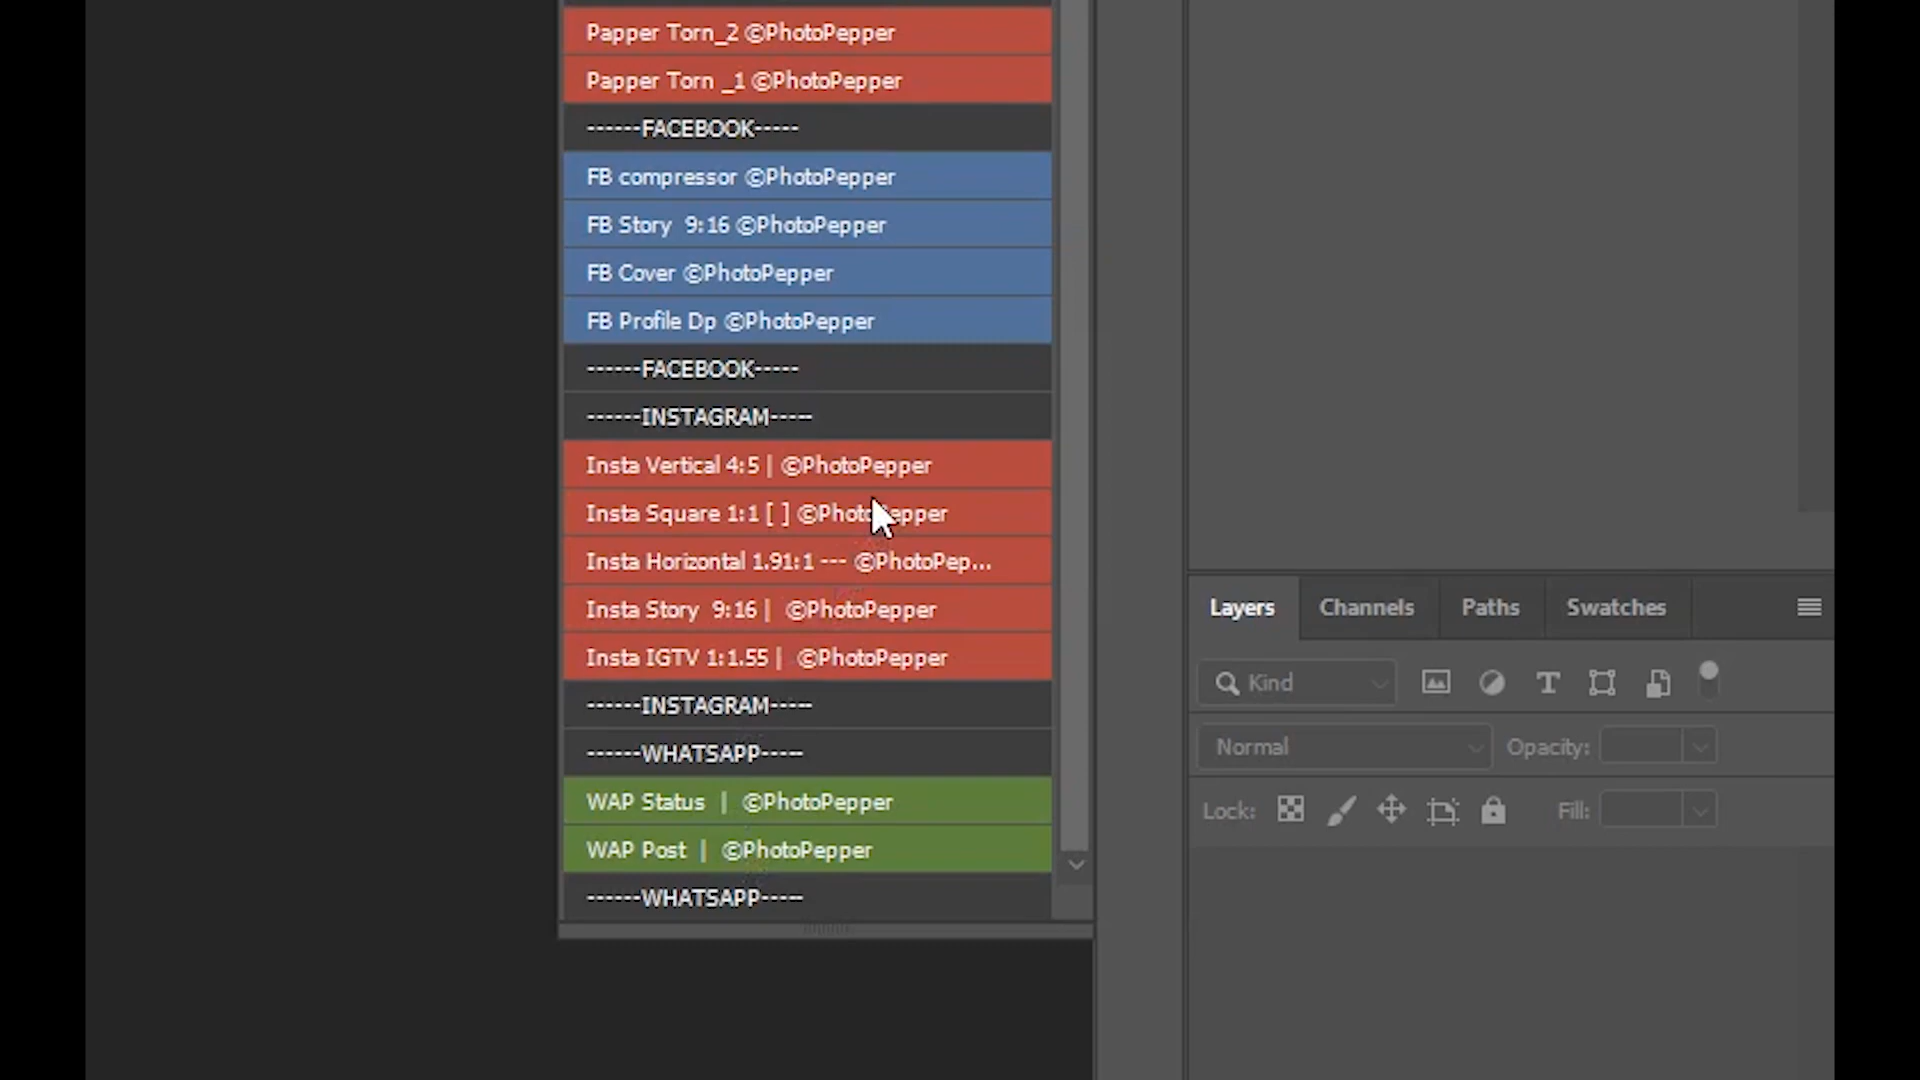 Papper Torn_2 ©PhotoPepper
Papper Torn _1 ©PhotoPepper
------FACEBOOK-----
FB compressor ©PhotoPepper
FB Story  9:16 ©PhotoPepper
FB Cover ©PhotoPepper
FB Profile Dp ©PhotoPepper
------FACEBOOK-----
------INSTAGRAM-----
Insta Vertical 4:5 | ©PhotoPepper
Insta Square 1:1 [ ] ©PhotoPepper
Insta Horizontal 1.91:1 --- ©PhotoPep...
Insta Story  9:16 |  ©PhotoPepper
Insta IGTV 1:1.55 |  ©PhotoPepper
------INSTAGRAM-----
------WHATSAPP-----
WAP Status  |  ©PhotoPepper
WAP Post  |  ©PhotoPepper
------WHATSAPP-----
Layers Channels Paths Swatches
Kind
Normal Opacity:
Lock: Fill: